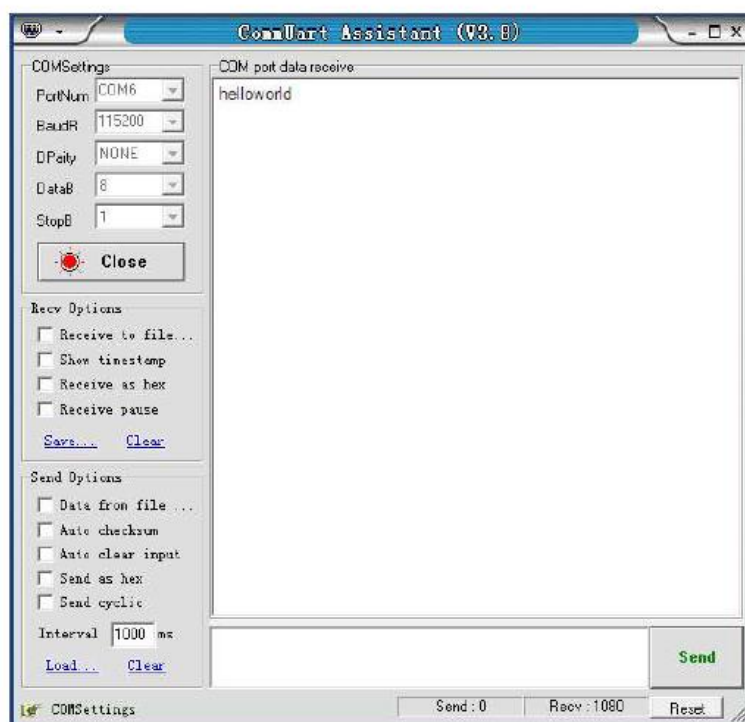 CommUart Assistant (V3.8)
COMSettings
PortNum COM6
BaudR 115200
DPaity NONE
DataB 8
StopB 1
Close
Recv Options
Receive to file...
Show timestamp
Receive as hex
Receive pause
Save... Clear
Send Options
Data from file ...
Auto checksum
Auto clear input
Send as hex
Send cyclic
Interval 1000 ms
Load... Clear
COM port data receive
helloworld
Send
COMSettings
Send : 0
Recv : 1080
Reset